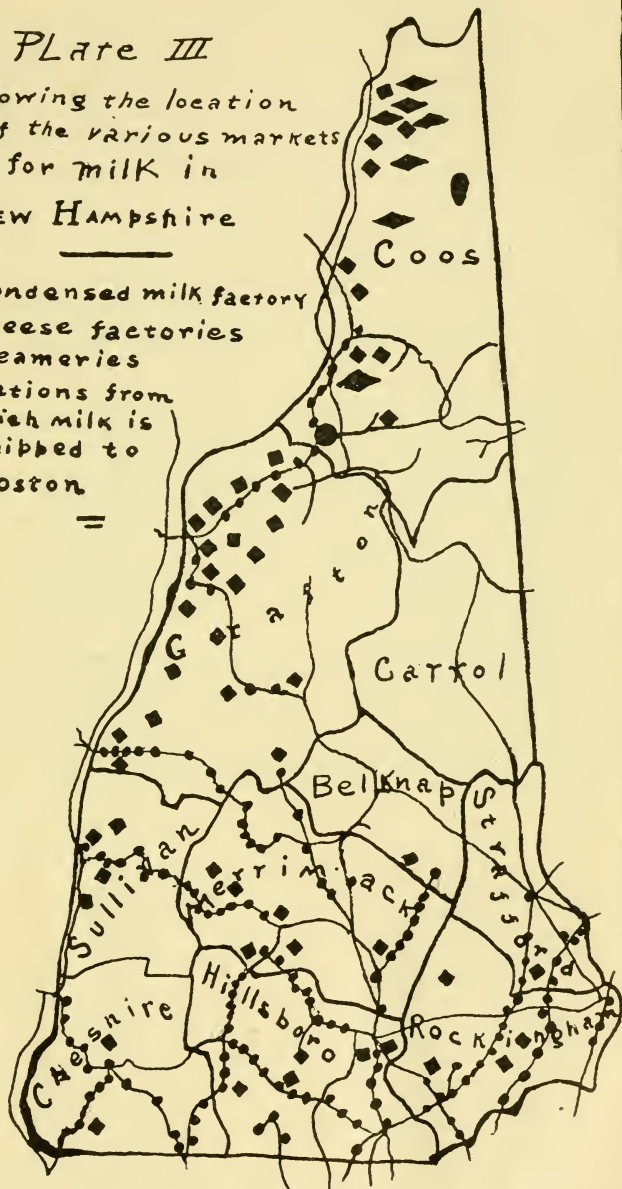 PLate III
owing the location
f the various markets
for milk in
ew Hampshire
ondensed milk factory
eese factories
eameries
ations from
ich milk is
ipped to
oston
Coos
Grafton
Carrol
Belknap
Strafford
Sullivan
Merrimack
Hillsboro
Rockingham
Cheshire